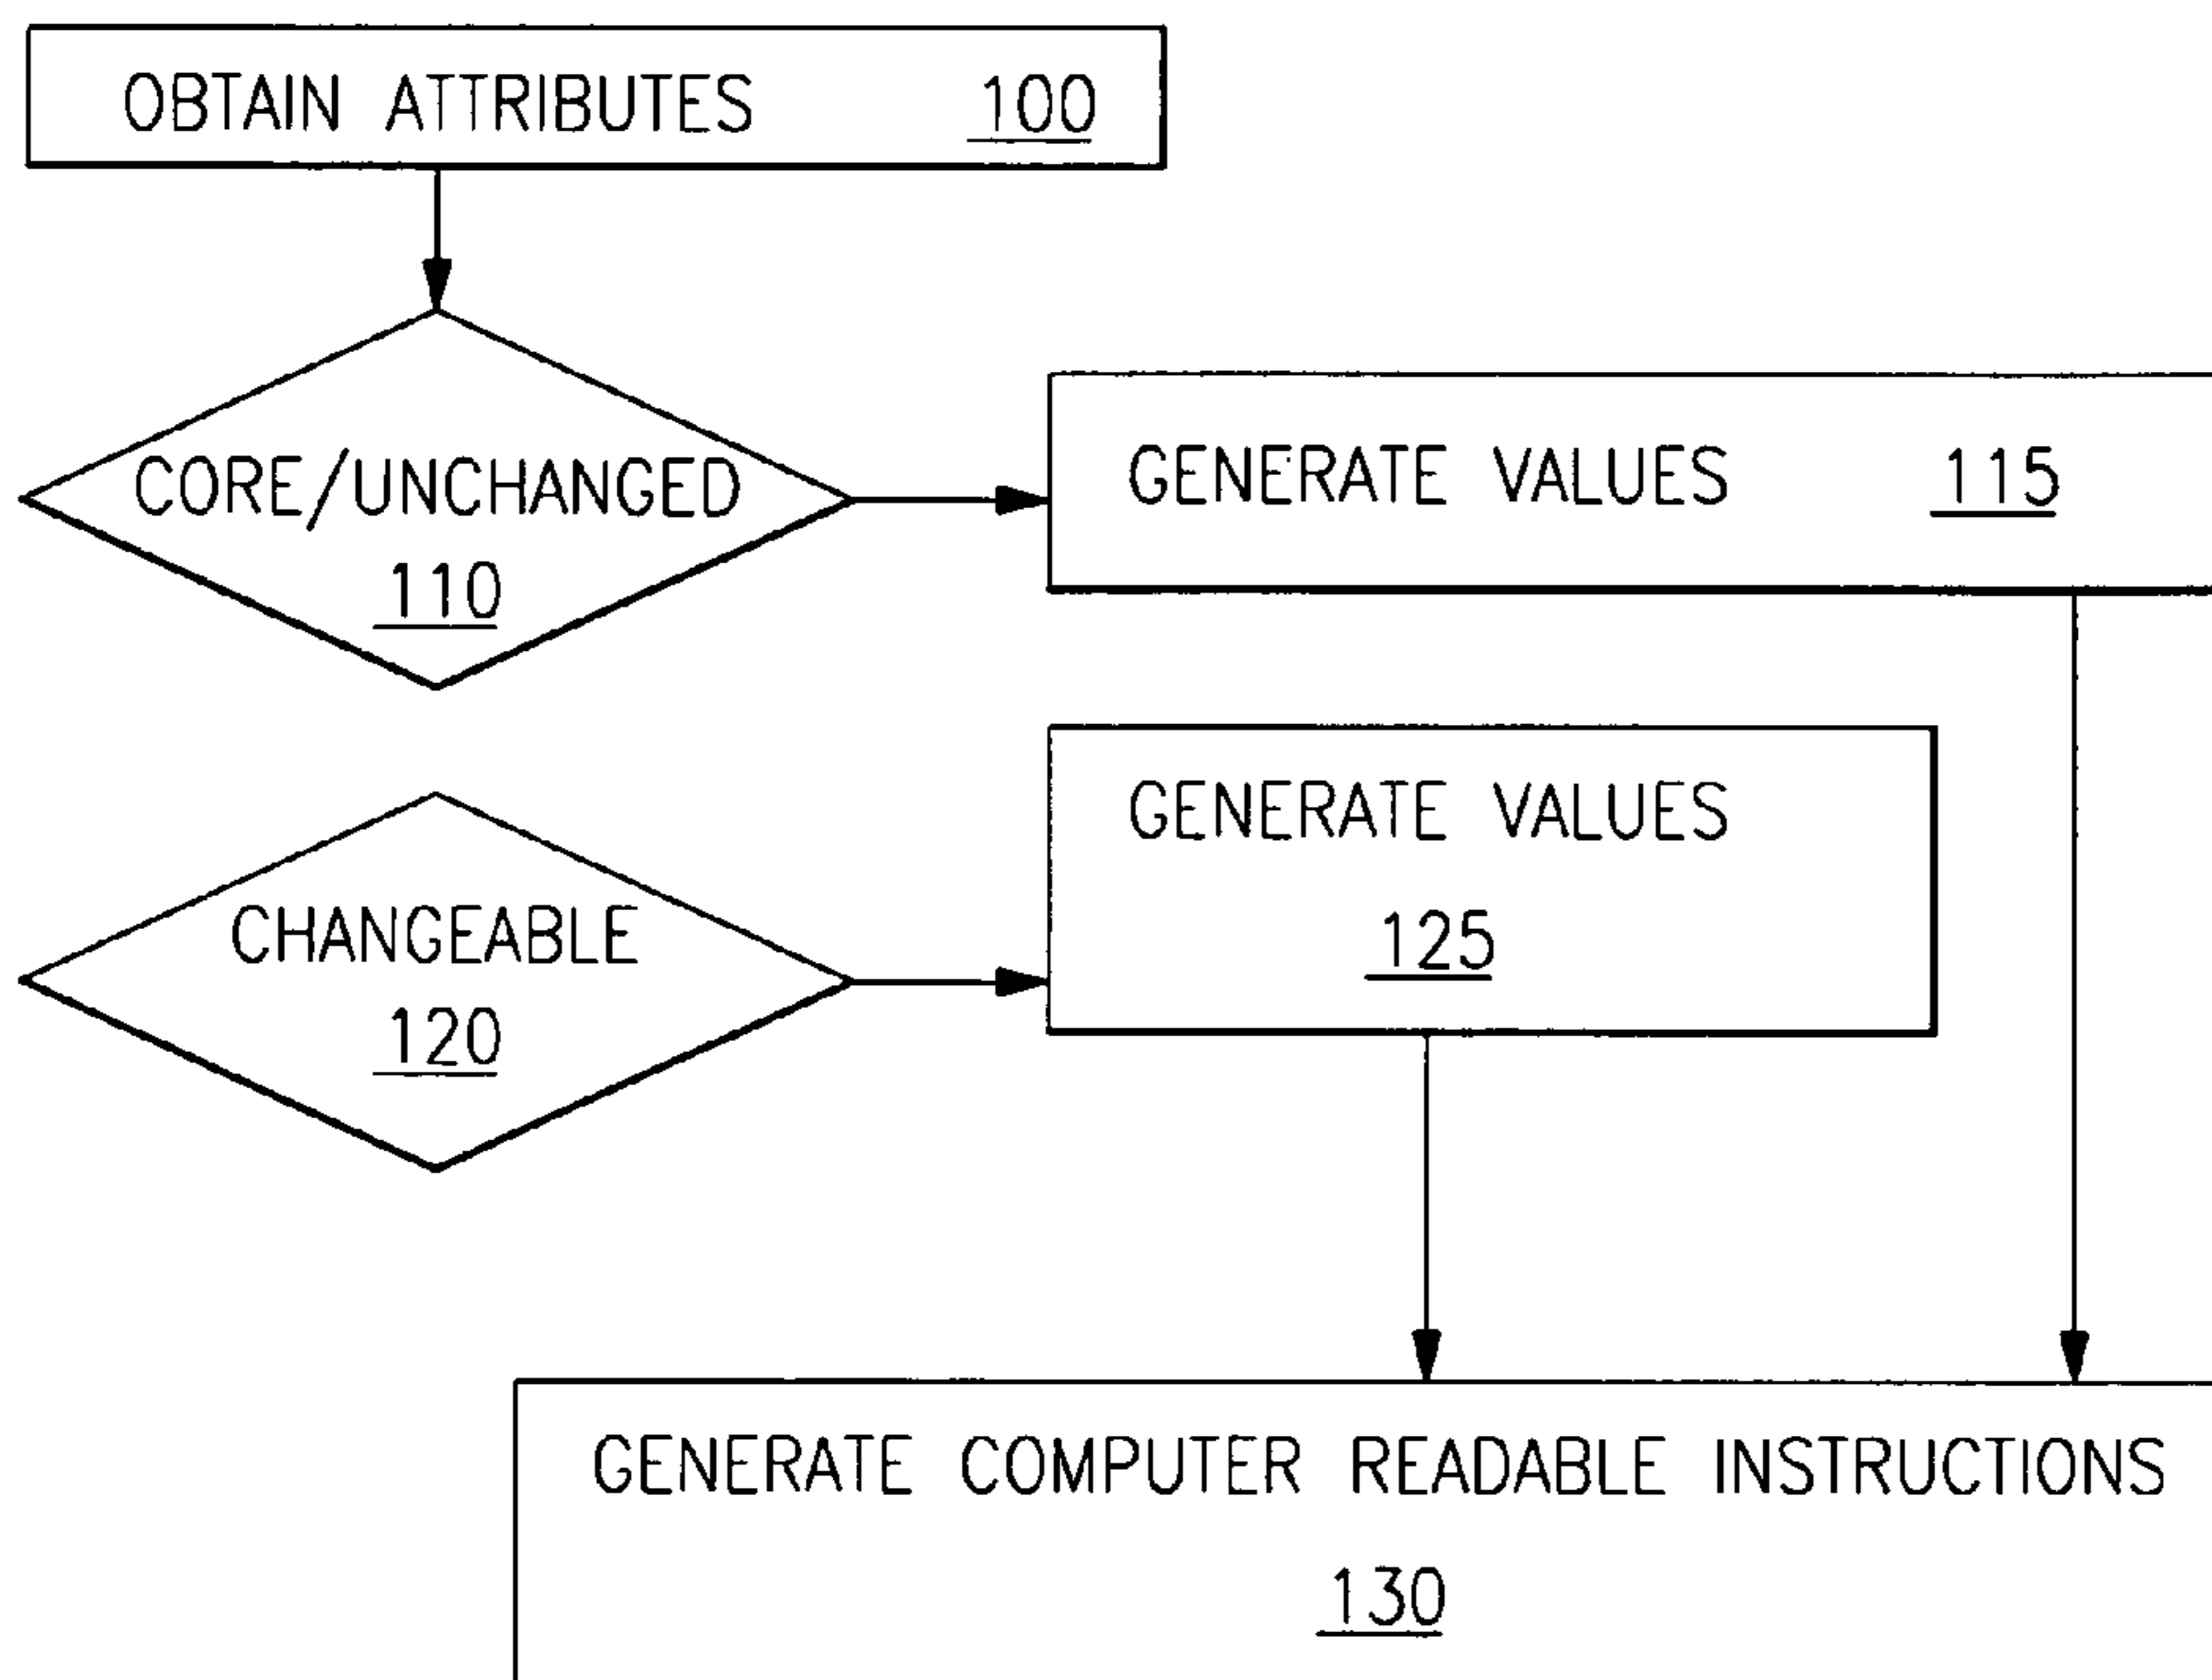 OBTAIN ATTRIBUTES 100
CORE/UNCHANGED
110
GENERATE VALUES 115
CHANGEABLE
120
GENERATE VALUES
125
GENERATE COMPUTER READABLE INSTRUCTIONS
130